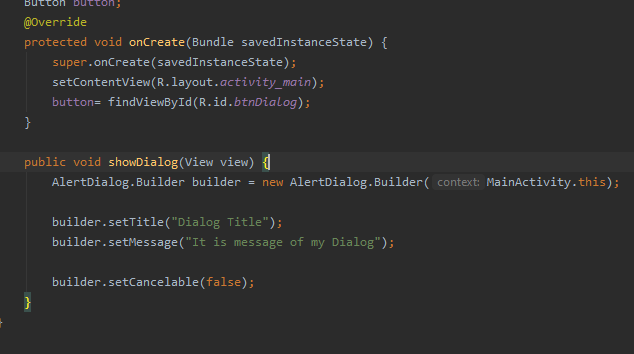 Button button;
@Override
protected void onCreate(Bundle savedInstanceState) {
super.onCreate(savedInstanceState);
setContentView(R.layout.activity_main);
button= findViewById(R.id.btnDialog);
}
public void showDialog(View view) {
AlertDialog.Builder builder = new AlertDialog.Builder( context: MainActivity.this);
builder.setTitle("Dialog Title");
builder.setMessage("It is message of my Dialog");
builder.setCancelable(false);
}
}